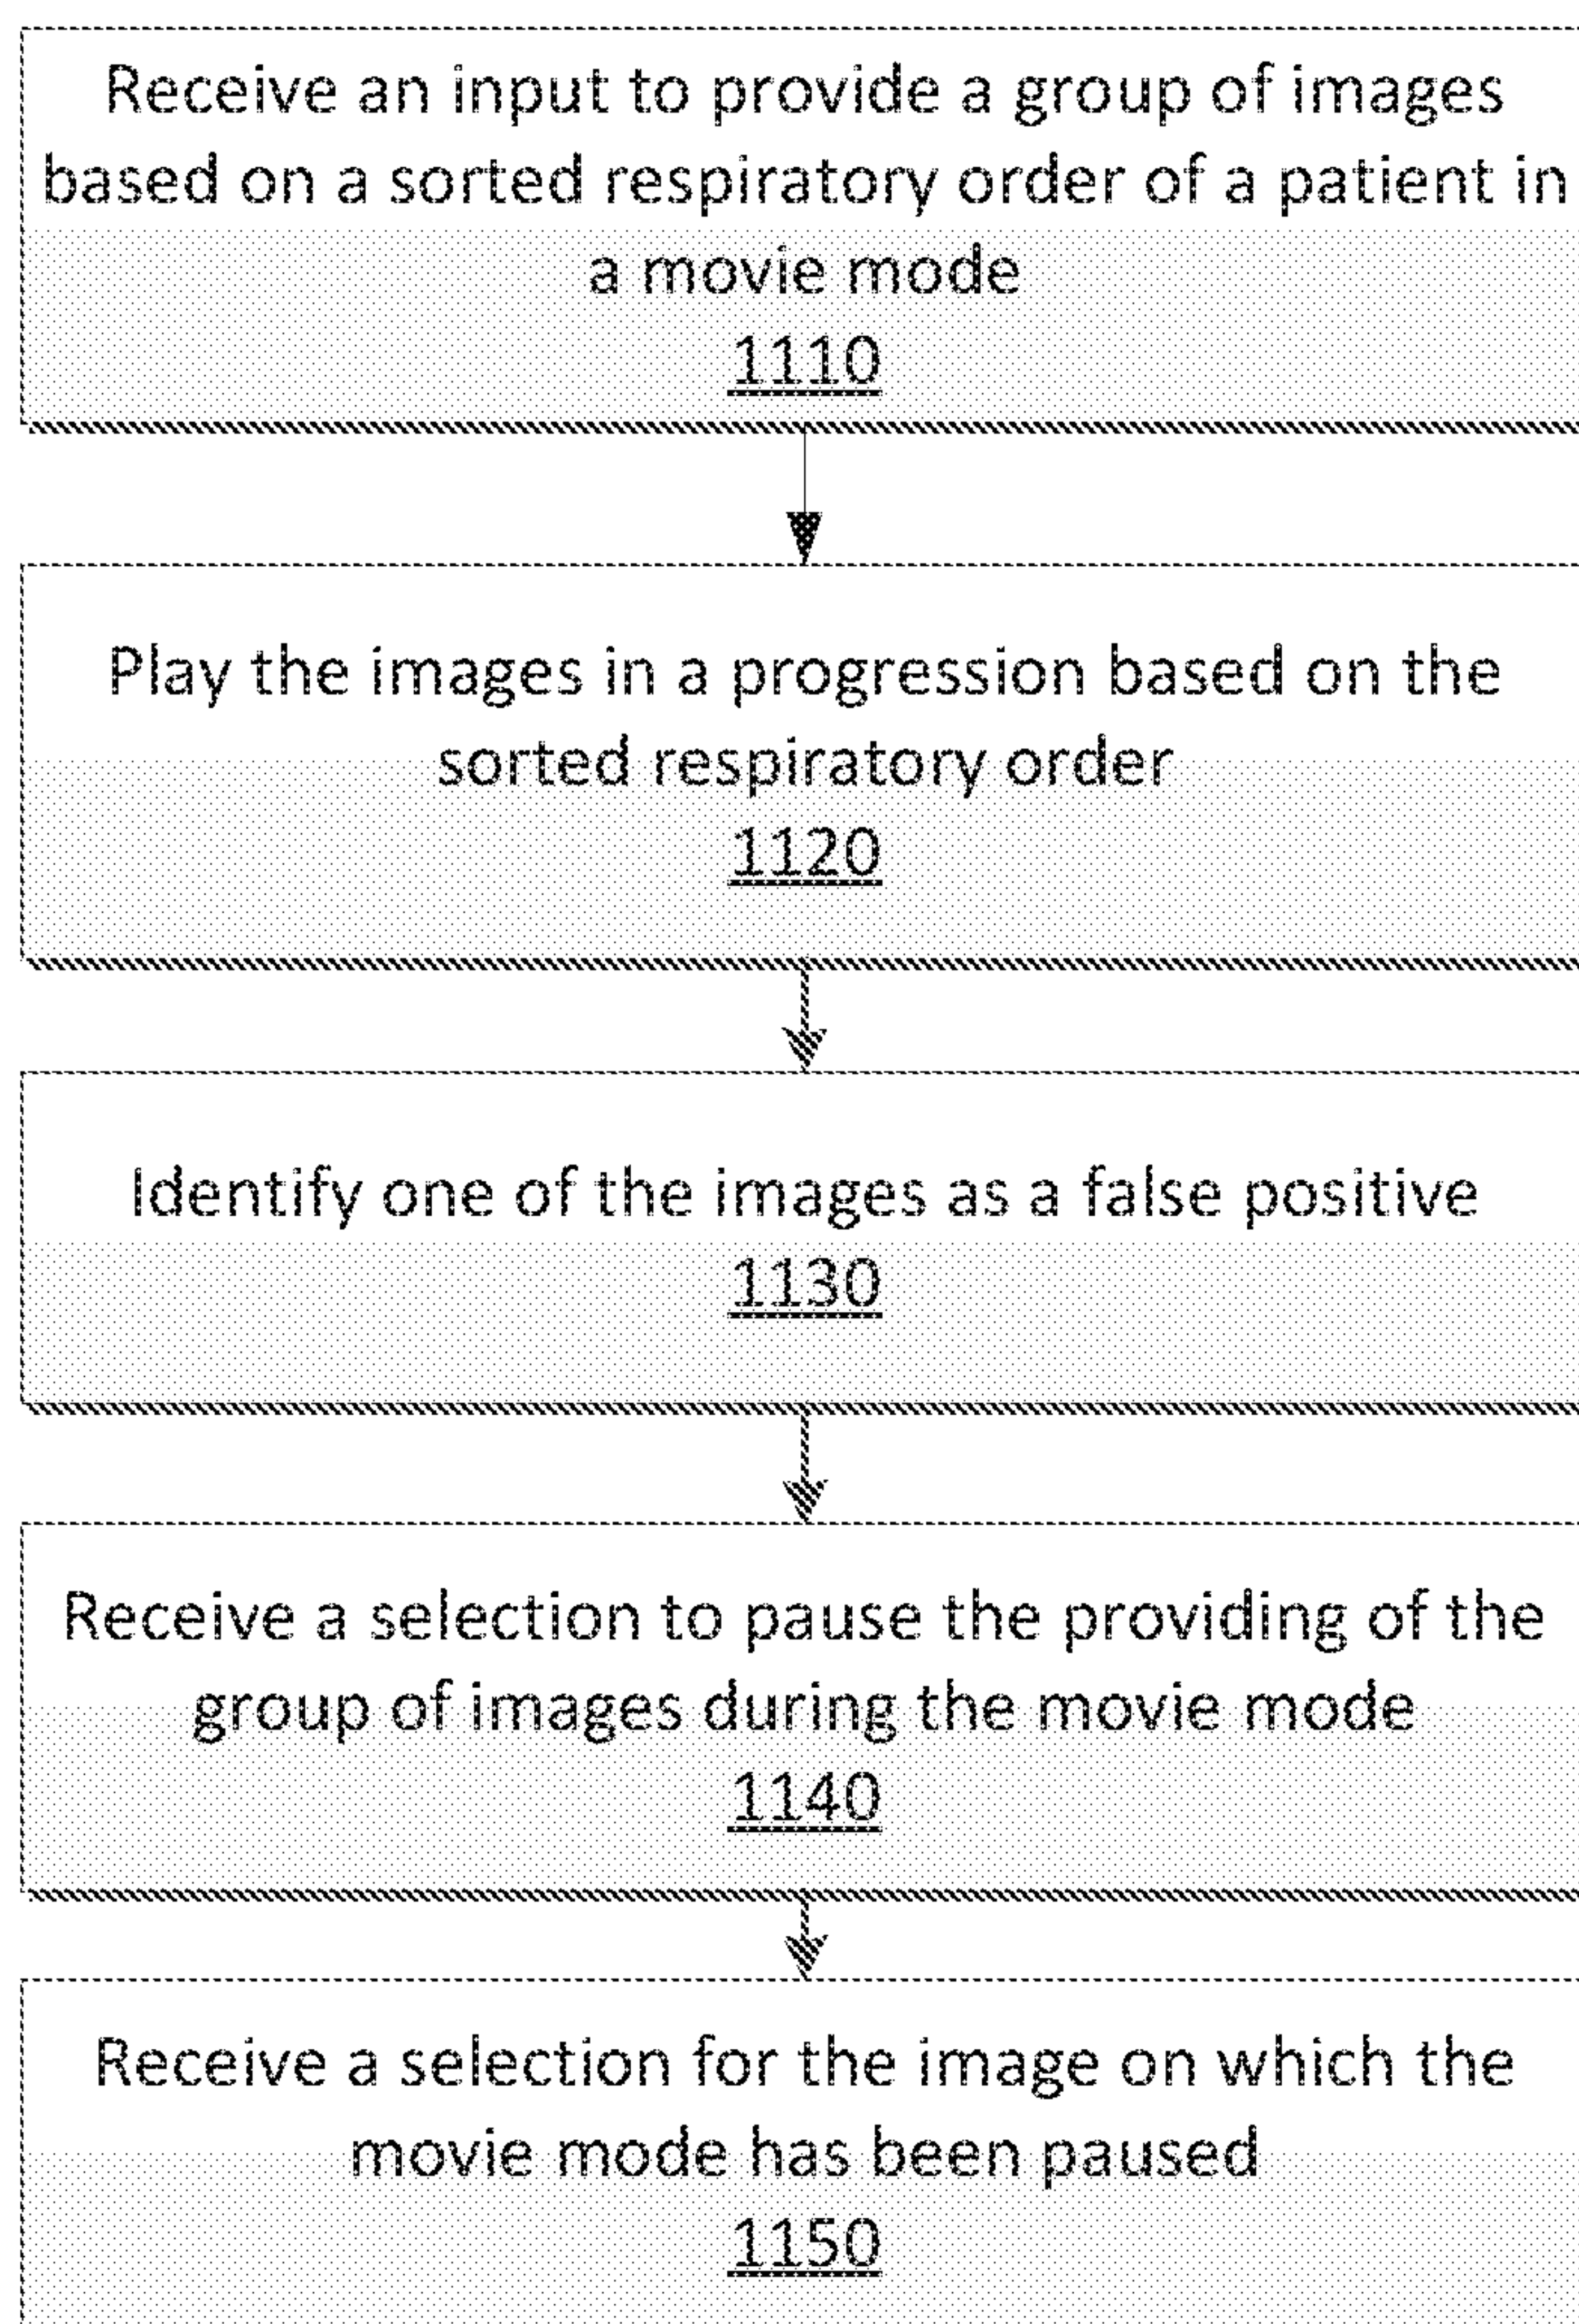 Receive an input to provide a group of images
based on a sorted respiratory order of a patient in
a movie mode
1110
Play the images in a progression based on the
sorted respiratory order
1120
Identify one of the images as a false positive
1130
Receive a selection to pause the providing of the
group of images during the movie mode
1140
Receive a selection for the image on which the
movie mode has been paused
1150